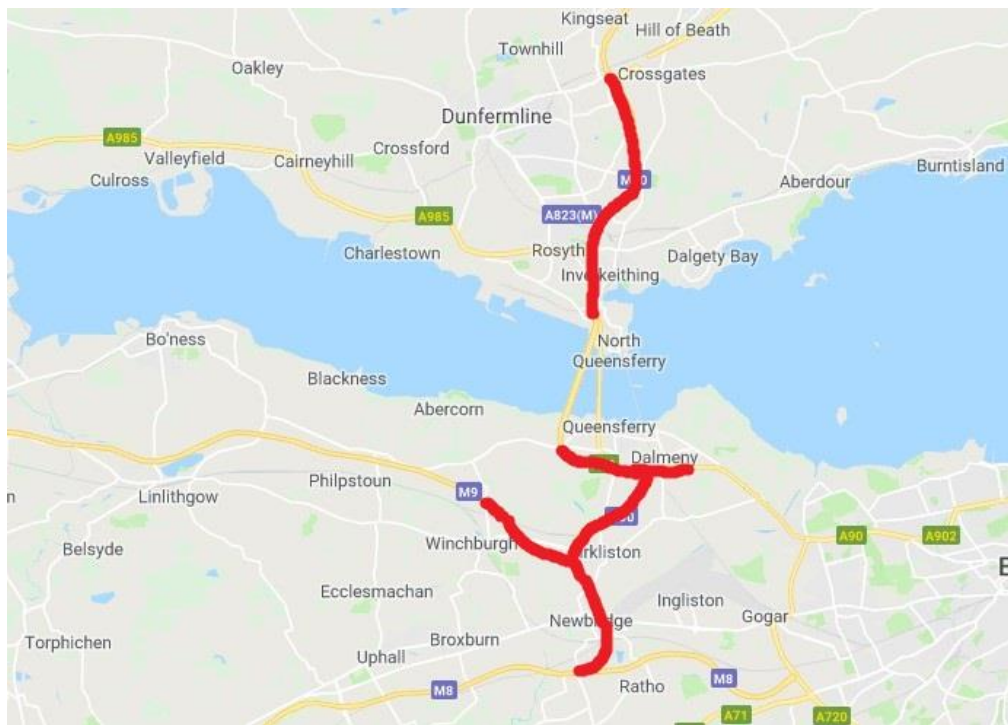 Kingseat
Hill of Beath
Townhill
Oakley
Crossgates
Dunfermline
A985
Crossford
Valleyfield
Cairneyhill
Burntisland
Culross
Aberdour
A985
A823(M)
Charlestown
Rosyth
Dalgety Bay
Inverkeithing
North
Queensferry
Bo'ness
Blackness
Abercorn
Queensferry
Dalmeny
Philpstoun
M9
Linlithgow
A90
A902
Winchburgh
Belsyde
Ecclesmachan
Ingliston
Newbridge
Gogar
Broxburn
Torphichen
Uphall
M8
Ratho
M8
A71
A720